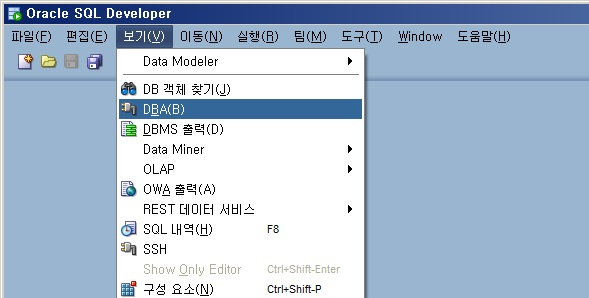 Oracle SQL Developer
파일(F) 편집(E) 보기(V) 이동(N) 실행(R) 팀(M) 도구(T) Window 도움말(H)
Data Modeler
DB 객체 찾기(J)
DBA(B)
DBMS 출력(D)
Data Miner
OLAP
OWA 출력(A)
REST 데이터 서비스
SQL 내역(H) F8
SSH
Show Only Editor Ctrl+Shift-Enter
구성 요소(N) Ctrl+Shift-P